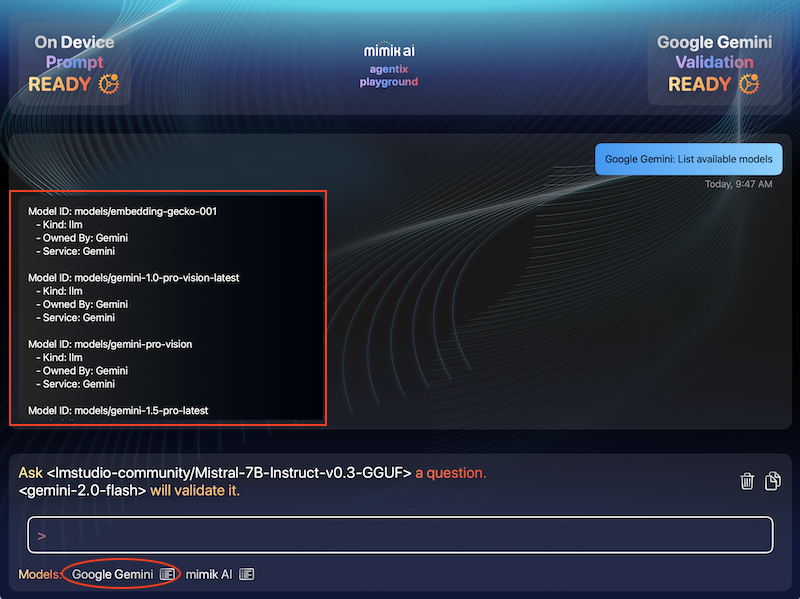 On Device
Prompt
READY
mimik ai
agentix
playground
Google Gemini
Validation
READY
Google Gemini: List available models
Today, 9:47 AM
Model ID: models/embedding-gecko-001
- Kind: llm
- Owned By: Gemini
- Service: Gemini
Model ID: models/gemini-1.0-pro-vision-latest
- Kind: llm
- Owned By: Gemini
- Service: Gemini
Model ID: models/gemini-pro-vision
- Kind: llm
- Owned By: Gemini
- Service: Gemini
Model ID: models/gemini-1.5-pro-latest
Ask <lmstudio-community/Mistral-7B-Instruct-v0.3-GGUF> a question.
<gemini-2.0-flash> will validate it.
>
Models: Google Gemini mimik AI